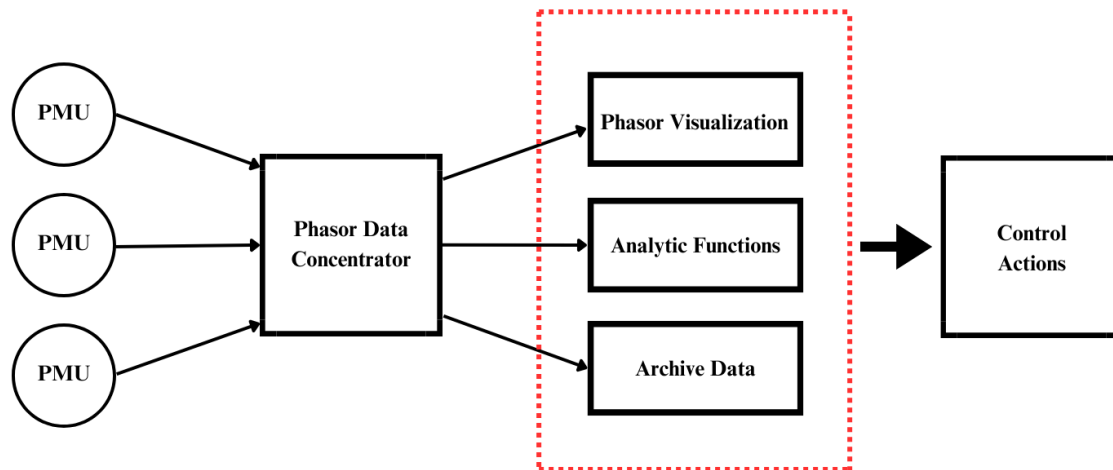 PMU
PMU
PMU
Phasor Data
Concentrator
Phasor Visualization
Analytic Functions
Archive Data
Control
Actions